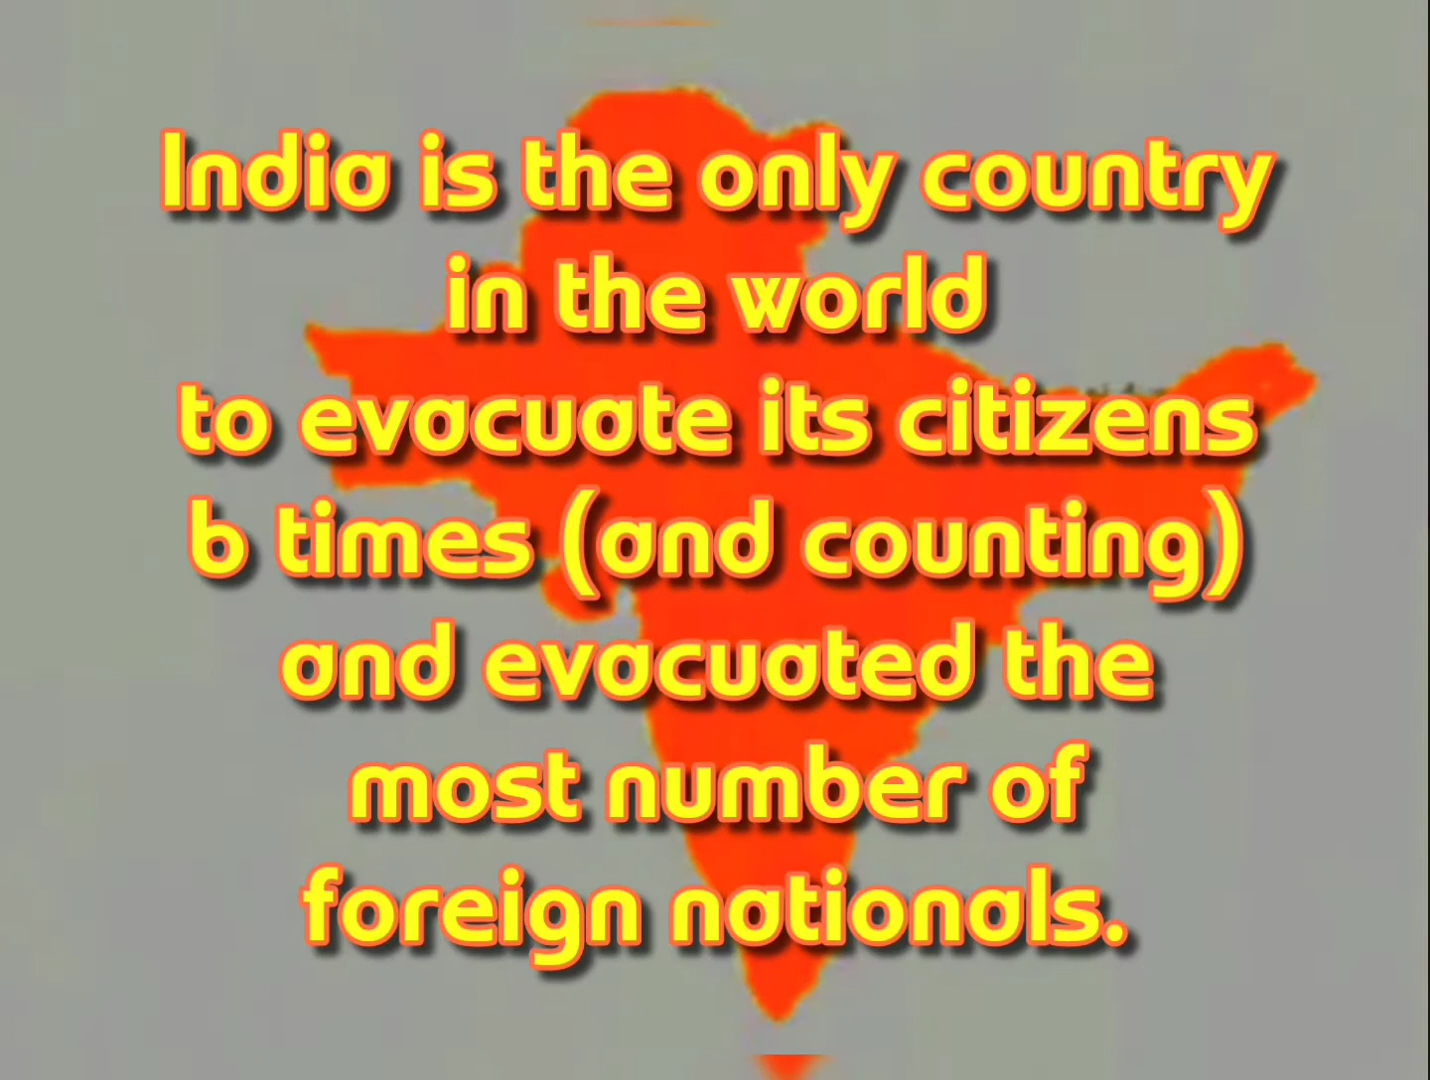 India is the only country
in the world
to evacuate its citizens
6 times (and counting)
and evacuated the
most number of
foreign nationals.